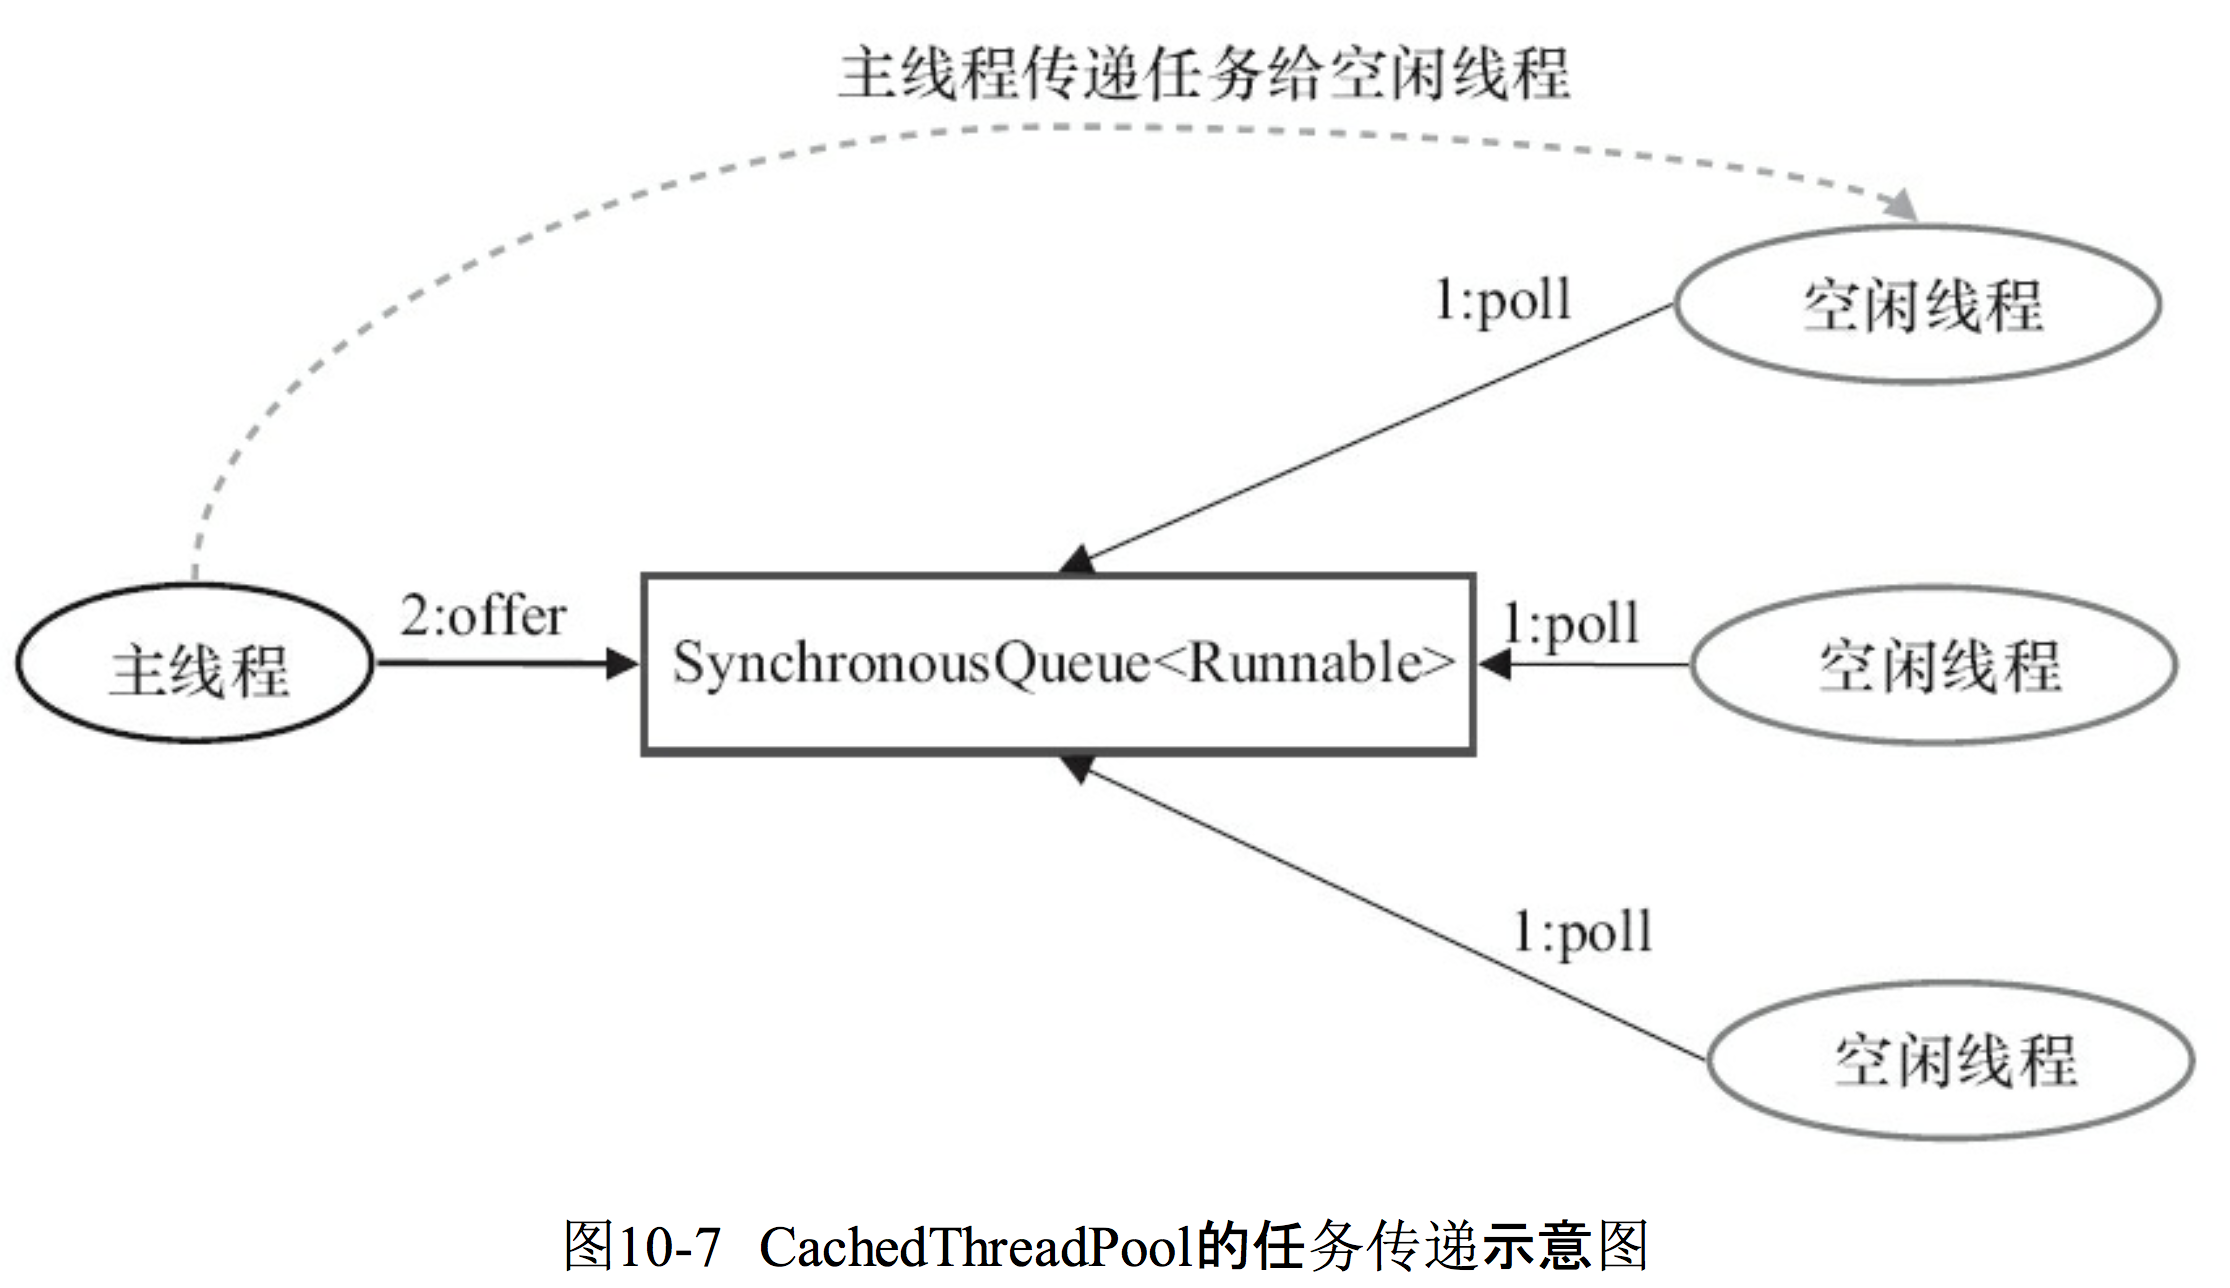 主线程传递任务给空闲线程
1:poll
空闲线程
2:offer
主线程
SynchronousQueue<Runnable>
1:poll
空闲线程
1:poll
空闲线程
图10-7 CachedThreadPool的任务传递示意图